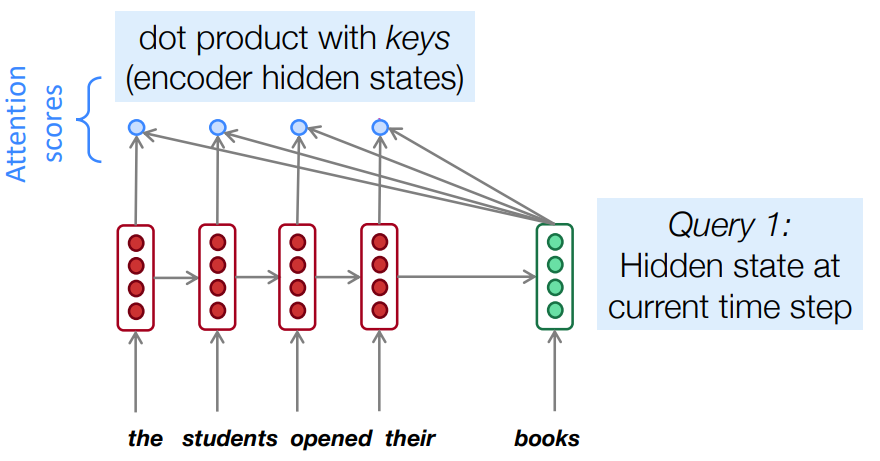 dot product with keys
(encoder hidden states)
Attention
scores
Query 1:
Hidden state at
current time step
the students opened their books